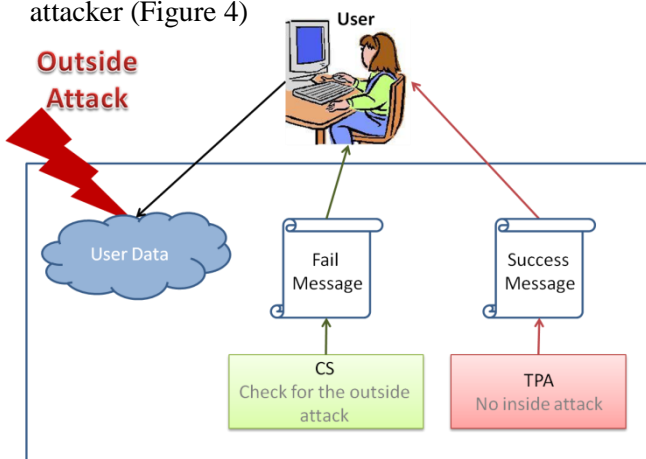 attacker (Figure 4)
User
Outside
Attack
User Data
Fail
Message
Success
Message
CS
Check for the outside
attack
TPA
No inside attack